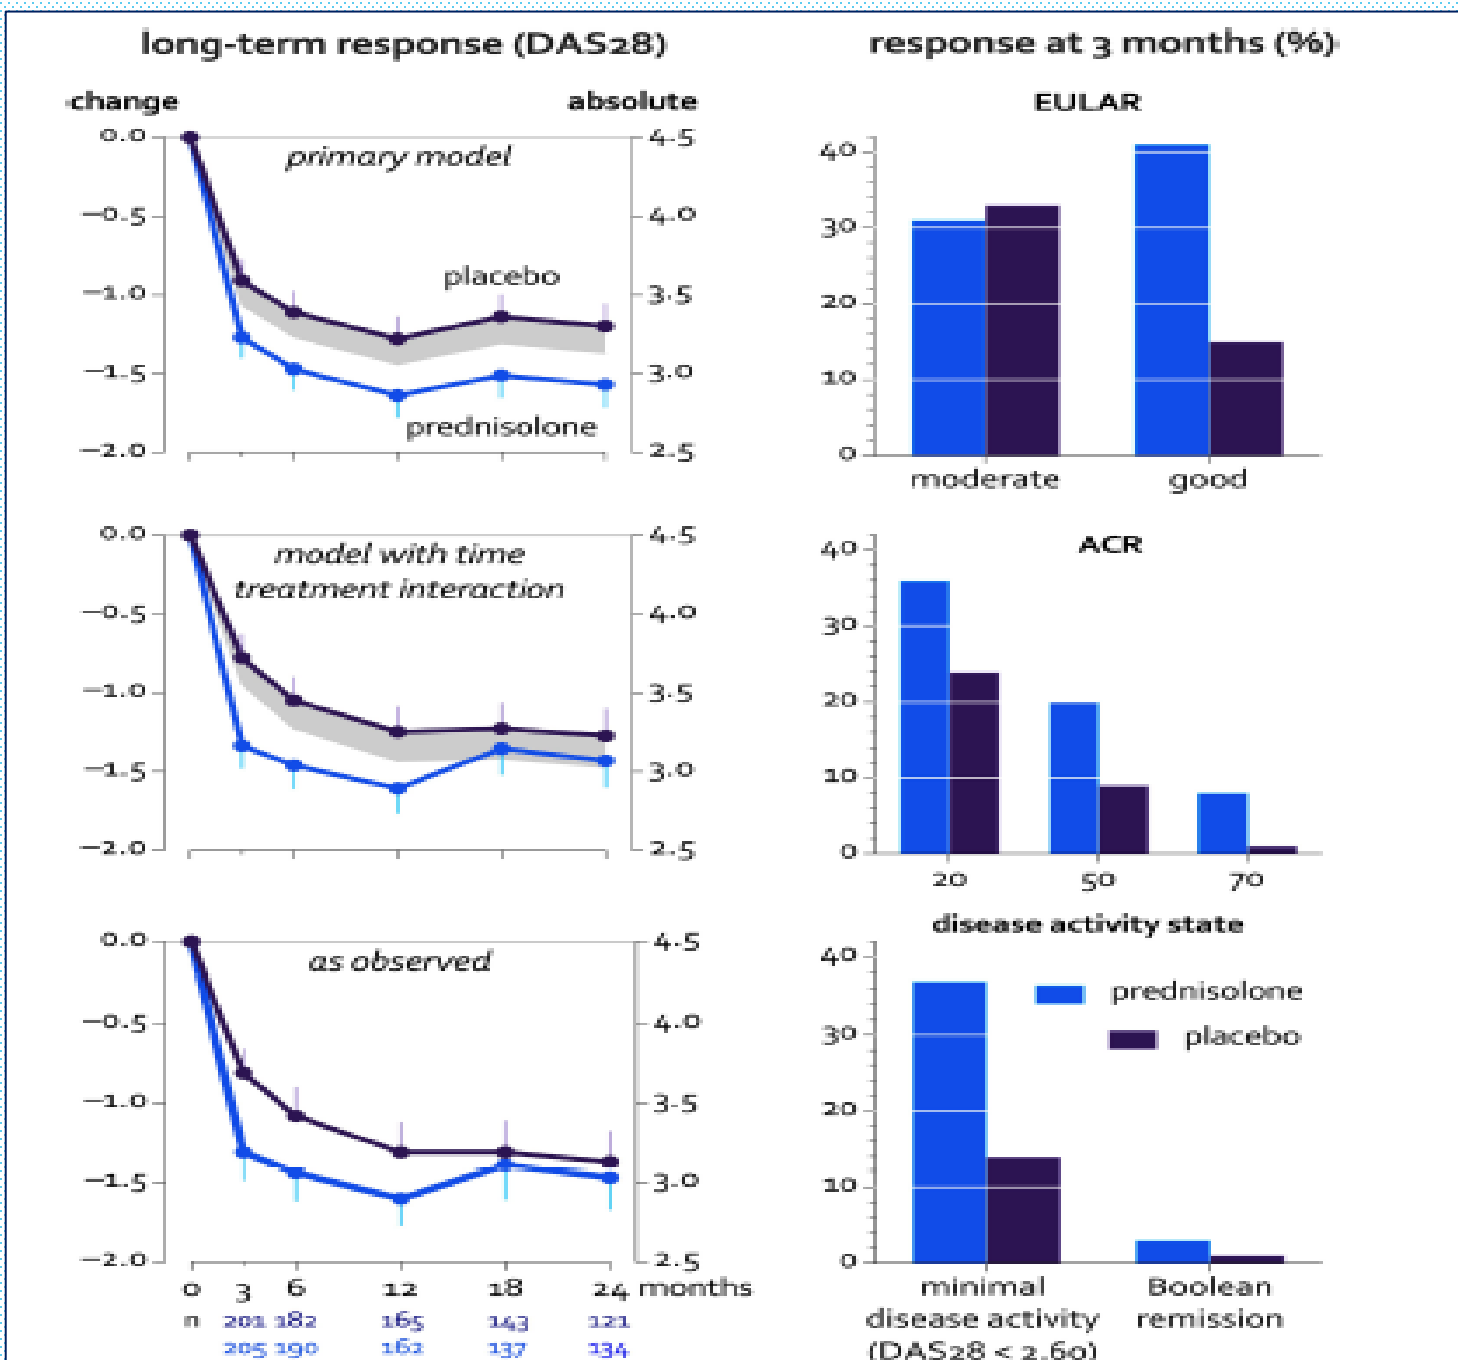 long-term response (DAS28)
change absolute
0.0 4.5
primary model
−0.5 4.0
placebo
−1.0 3.5
−1.5 3.0
prednisolone
−2.0 2.5
0.0 4.5
model with time
treatment interaction
−0.5 4.0
−1.0 3.5
−1.5 3.0
−2.0 2.5
0.0 4.5
as observed
−0.5 4.0
−1.0 3.5
−1.5 3.0
−2.0 2.5
0 3 6 12 18 24 months
n 201 182 165 143 121
205 190 162 137 134
response at 3 months (%)
EULAR
40
30
20
10
0
moderate good
ACR
40
30
20
10
0
20 50 70
disease activity state
40
prednisolone
placebo
30
20
10
0
minimal Boolean
disease activity remission
(DAS28 < 2.60)